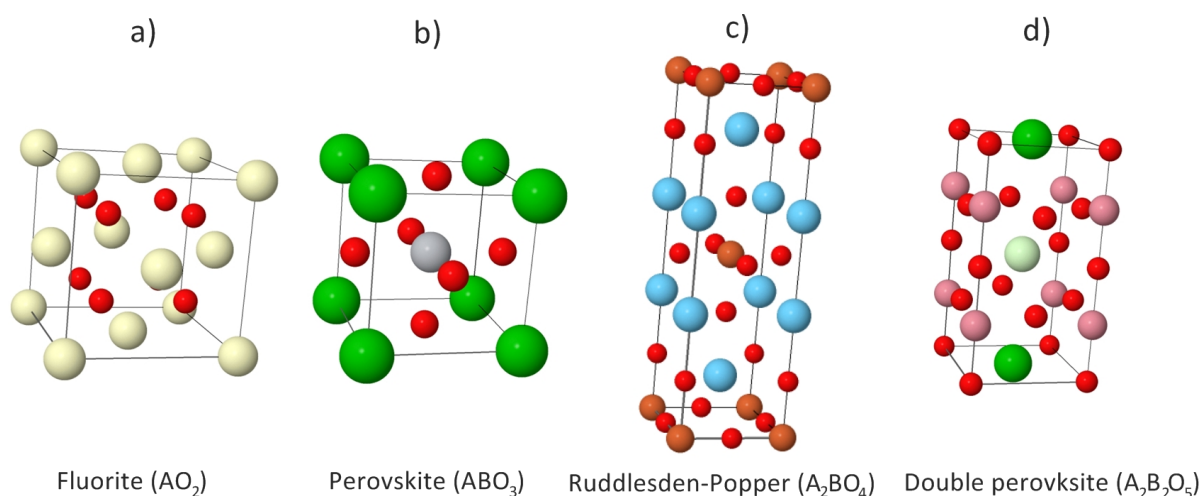 a)
b)
c)
d)
Fluorite (AO₂)
Perovskite (ABO₃)
Ruddlesden-Popper (A₂BO₄)
Double perovksite (A₂B₂O₅)